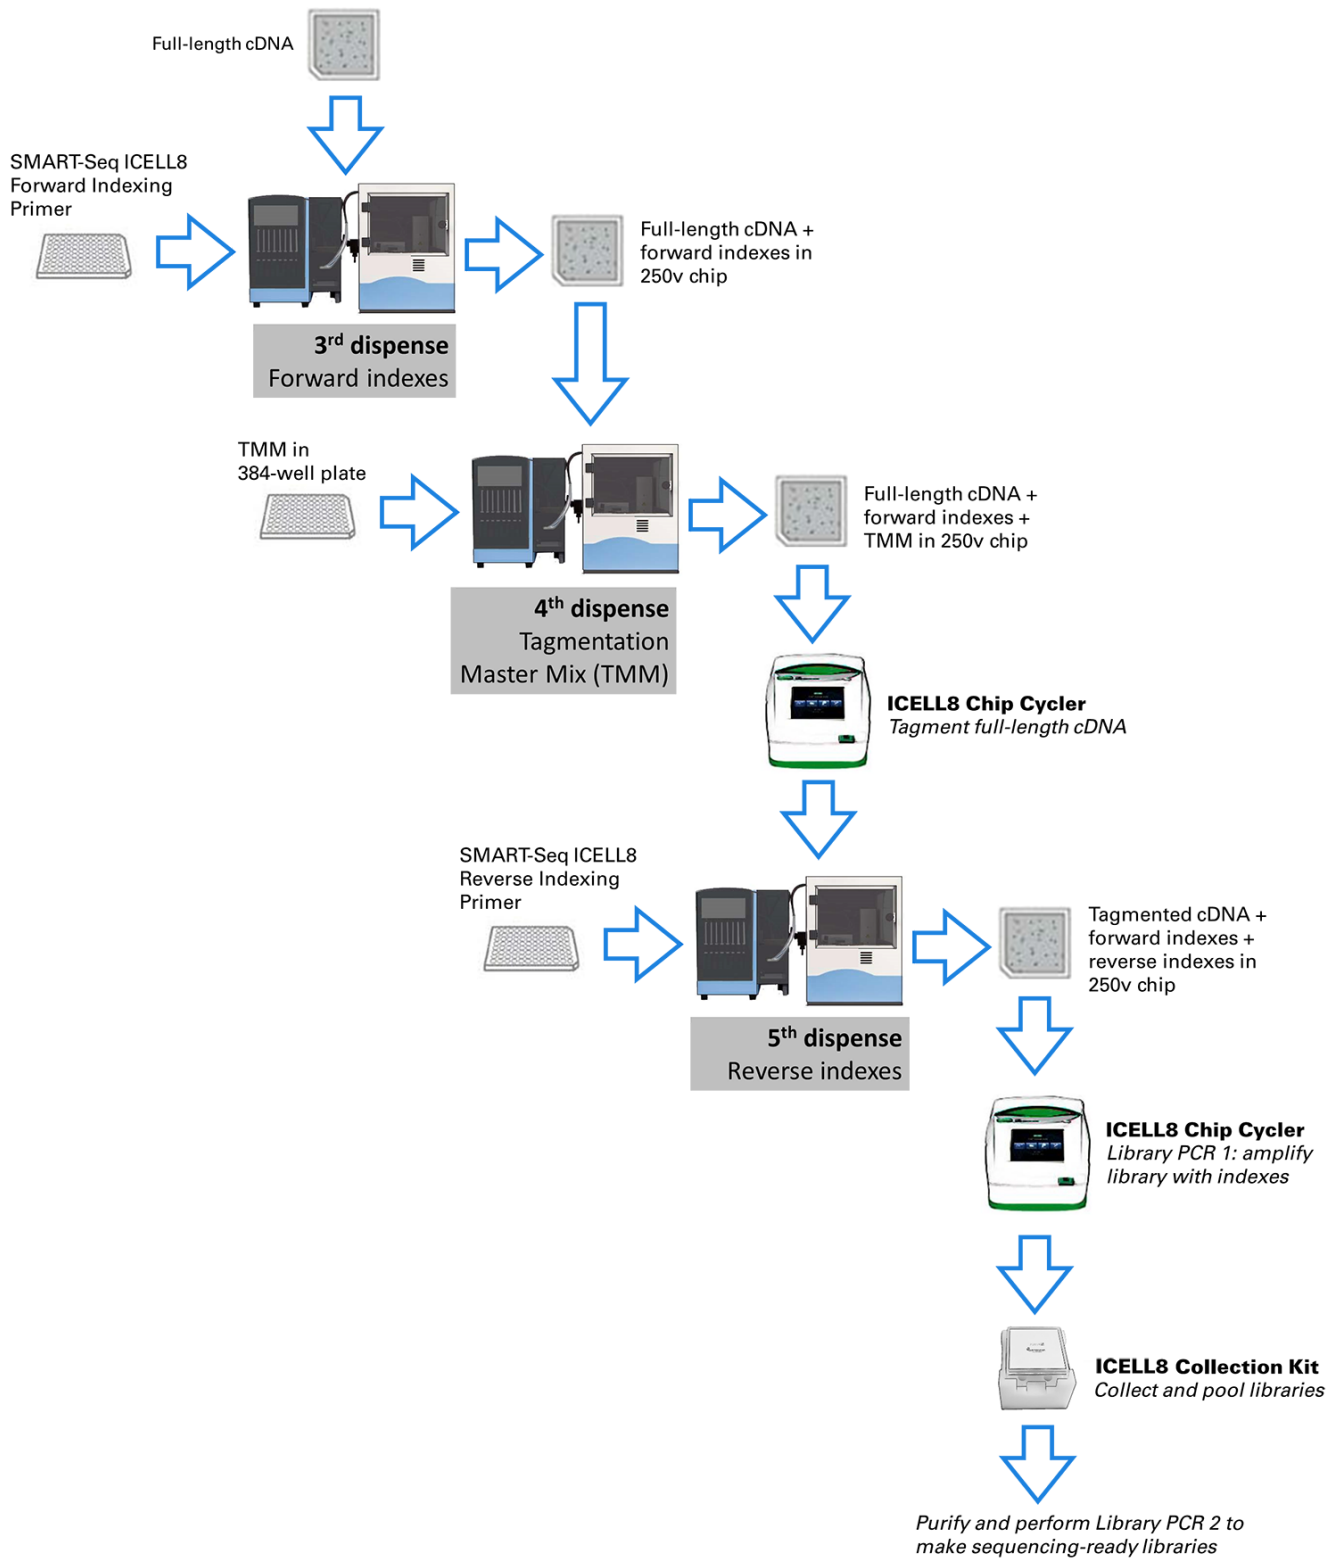 Full-length cDNA
SMART-Seq ICELL8
Forward Indexing
Primer
Full-length cDNA +
forward indexes in
250v chip
3rd dispense
Forward indexes
TMM in
384-well plate
Full-length cDNA +
forward indexes +
TMM in 250v chip
4th dispense
Tagmentation
Master Mix (TMM)
ICELL8 Chip Cycler
Tagment full-length cDNA
SMART-Seq ICELL8
Reverse Indexing
Primer
Tagmented cDNA +
forward indexes +
reverse indexes in
250v chip
5th dispense
Reverse indexes
ICELL8 Chip Cycler
Library PCR 1: amplify
library with indexes
ICELL8 Collection Kit
Collect and pool libraries
Purify and perform Library PCR 2 to
make sequencing-ready libraries